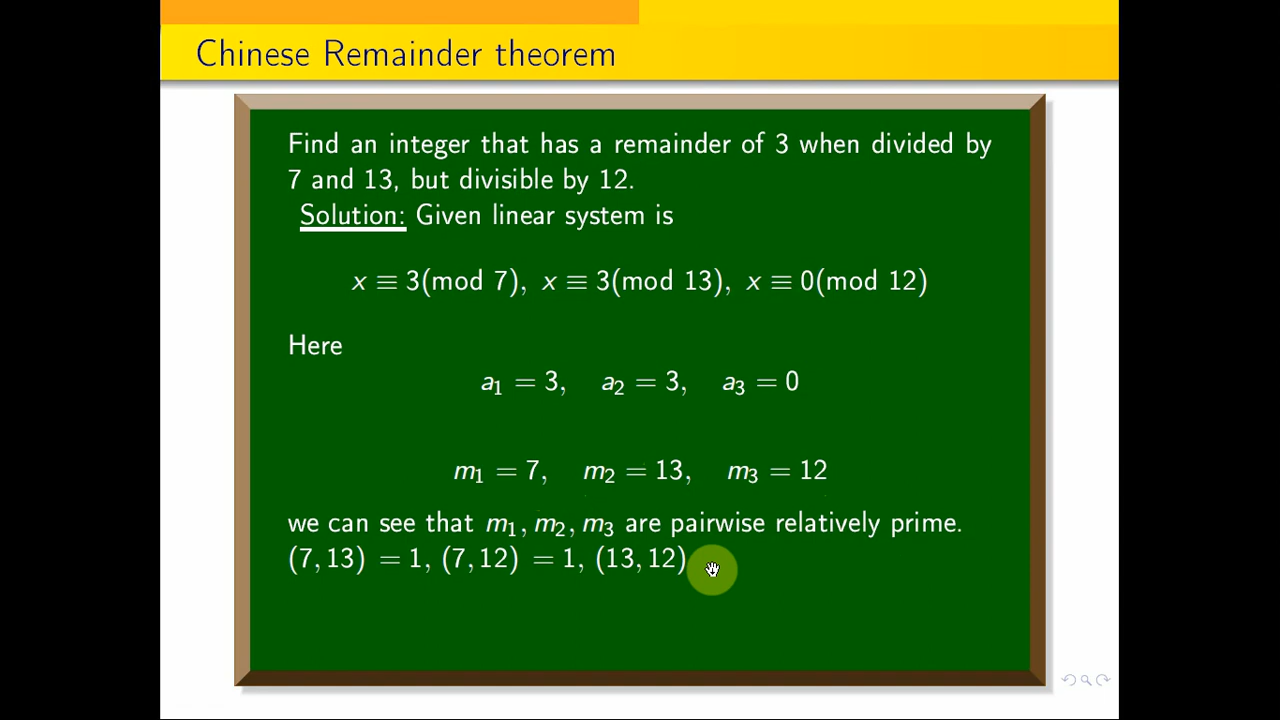 Chinese Remainder theorem
Find an integer that has a remainder of 3 when divided by
7 and 13, but divisible by 12.
Solution: Given linear system is
x ≡ 3(mod 7), x ≡ 3(mod 13), x ≡ 0(mod 12)
Here
a₁ = 3, a₂ = 3, a₃ = 0
m₁ = 7, m₂ = 13, m₃ = 12
we can see that m₁, m₂, m₃ are pairwise relatively prime.
(7, 13) = 1, (7, 12) = 1, (13, 12)